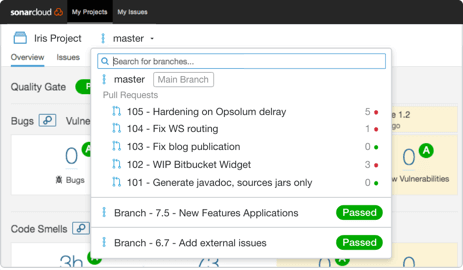 sonarcloud My Projects My Issues
Iris Project master
Overview Issues
Search for branches...
master Main Branch
Quality Gate
Pull Requests
105 - Hardening on Opsolum delray 5
104 - Fix WS routing 1
103 - Fix blog publication 0
102 - WIP Bitbucket Widget 3
101 - Generate javadoc, sources jars only 0
Bugs
1.2
0 A
Bugs
0 A
Vulnerabilities
Branch - 7.5 - New Features Applications Passed
Code Smells
Branch - 6.7 - Add external issues Passed